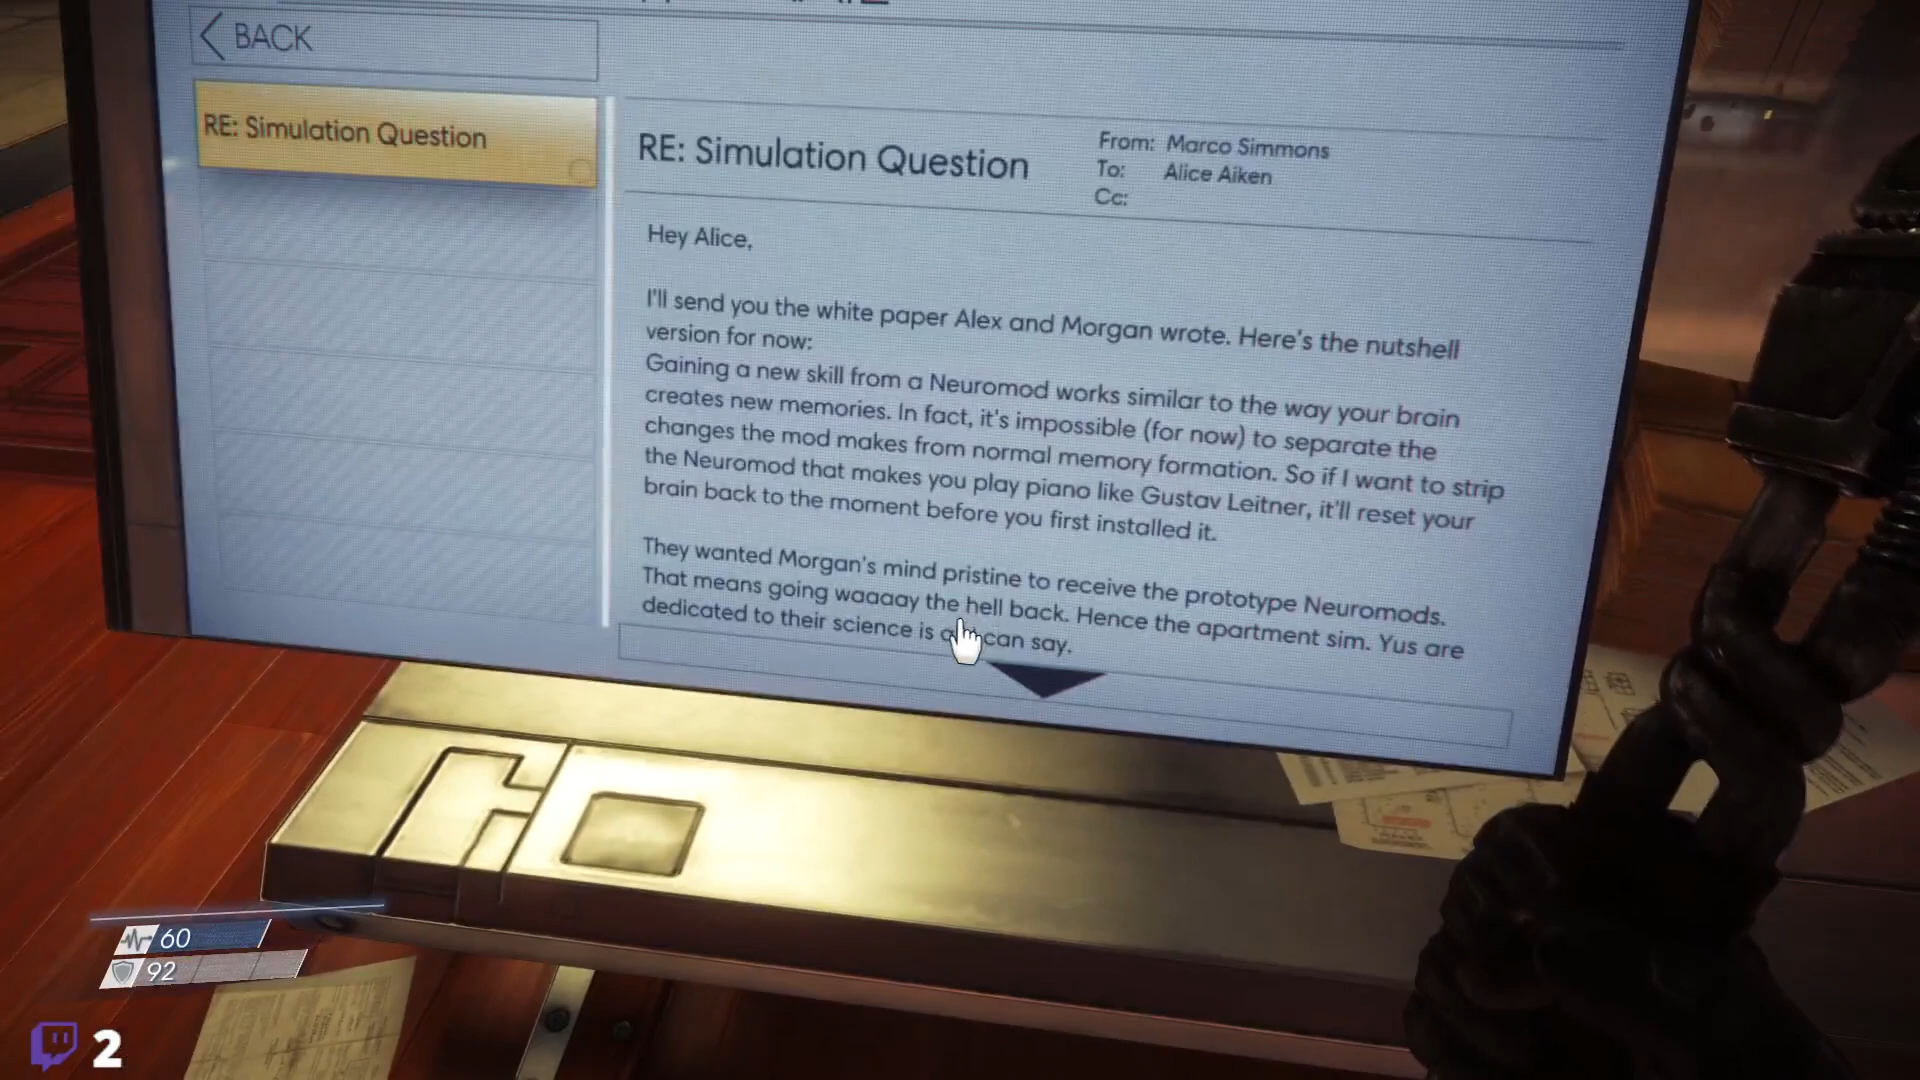 BACK
RE: Simulation Question
RE: Simulation Question
From: Marco Simmons
To: Alice Aiken
Cc:
Hey Alice,
I'll send you the white paper Alex and Morgan wrote. Here's the nutshell
version for now:
Gaining a new skill from a Neuromod works similar to the way your brain
creates new memories. In fact, it's impossible (for now) to separate the
changes the mod makes from normal memory formation. So if I want to strip
the Neuromod that makes you play piano like Gustav Leitner, it'll reset your
brain back to the moment before you first installed it.
They wanted Morgan's mind pristine to receive the prototype Neuromods.
That means going waaaay the hell back. Hence the apartment sim. Yus are
dedicated to their science is can say.
60
92
2